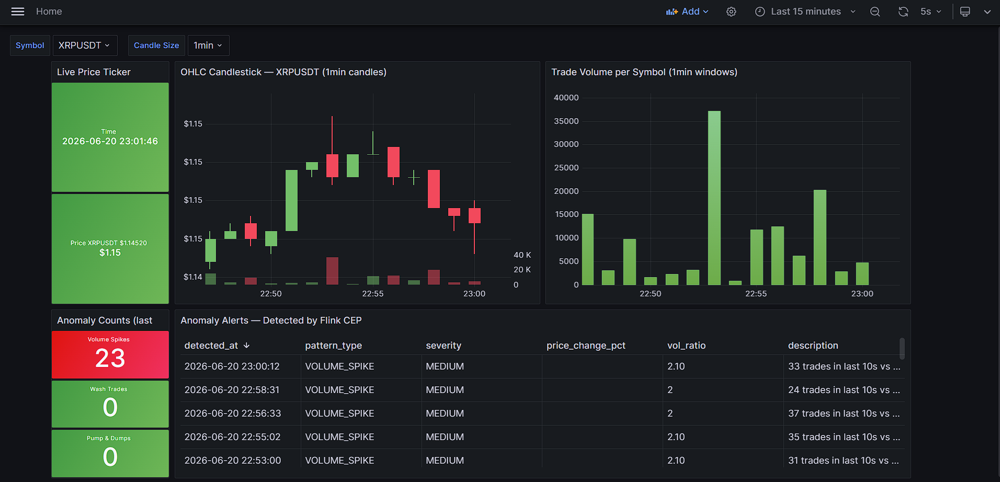 Home
Add
Last 15 minutes
5s
Symbol
XRPUSDT
Candle Size
1min
Live Price Ticker
Time
2026-06-20 23:01:46
Price XRPUSDT $1.14520
$1.15
OHLC Candlestick — XRPUSDT (1min candles)
$1.15
$1.15
$1.15
$1.15
$1.14
40 K
20 K
0
22:50
22:55
23:00
Trade Volume per Symbol (1min windows)
40000
35000
30000
25000
20000
15000
10000
5000
0
22:50
22:55
23:00
Anomaly Counts (last
Volume Spikes
23
Wash Trades
0
Pump & Dumps
0
Anomaly Alerts — Detected by Flink CEP
detected_at pattern_type severity price_change_pct vol_ratio description
2026-06-20 23:00:12 VOLUME_SPIKE MEDIUM 2.10 33 trades in last 10s vs ...
2026-06-20 22:58:31 VOLUME_SPIKE MEDIUM 2 24 trades in last 10s vs ...
2026-06-20 22:56:33 VOLUME_SPIKE MEDIUM 2 37 trades in last 10s vs ...
2026-06-20 22:55:02 VOLUME_SPIKE MEDIUM 2.10 35 trades in last 10s vs ...
2026-06-20 22:53:00 VOLUME_SPIKE MEDIUM 2.10 31 trades in last 10s vs ...